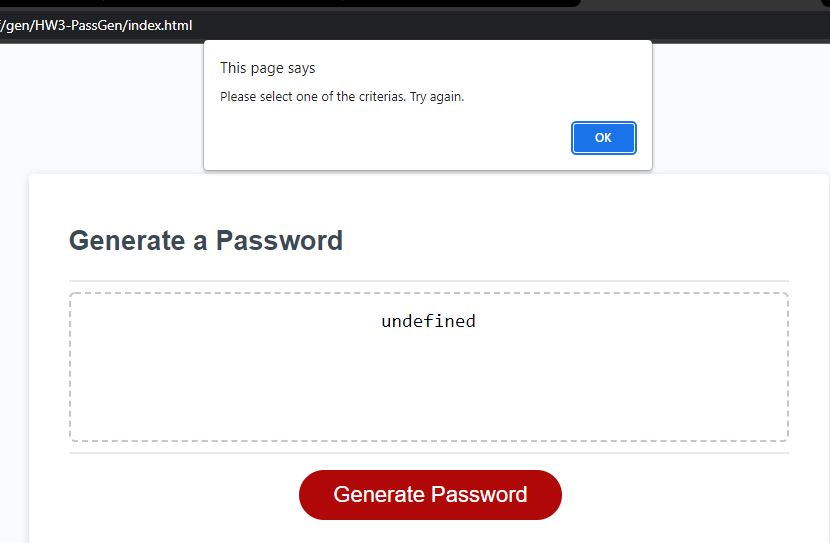 /gen/HW3-PassGen/index.html
This page says
Please select one of the criterias. Try again.
OK
Generate a Password
undefined
Generate Password